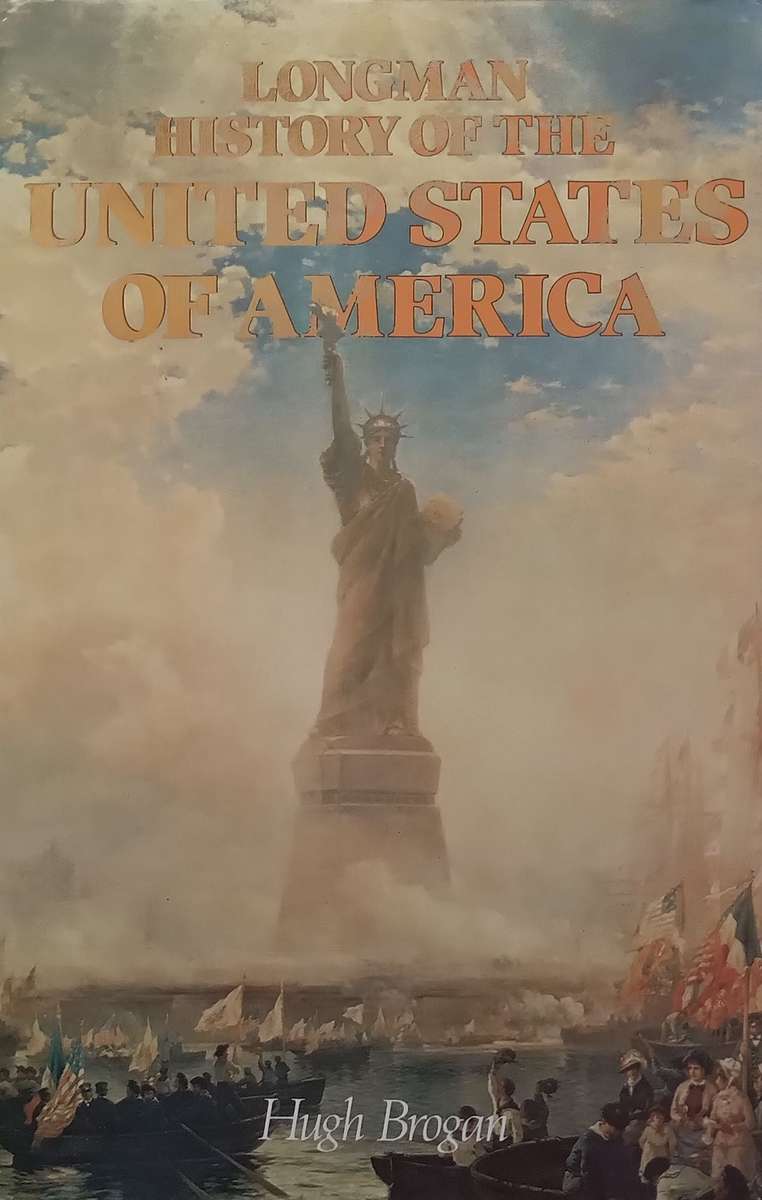 LONGMAN
HISTORY OF THE
UNITED STATES
OF AMERICA
Hugh Brogan